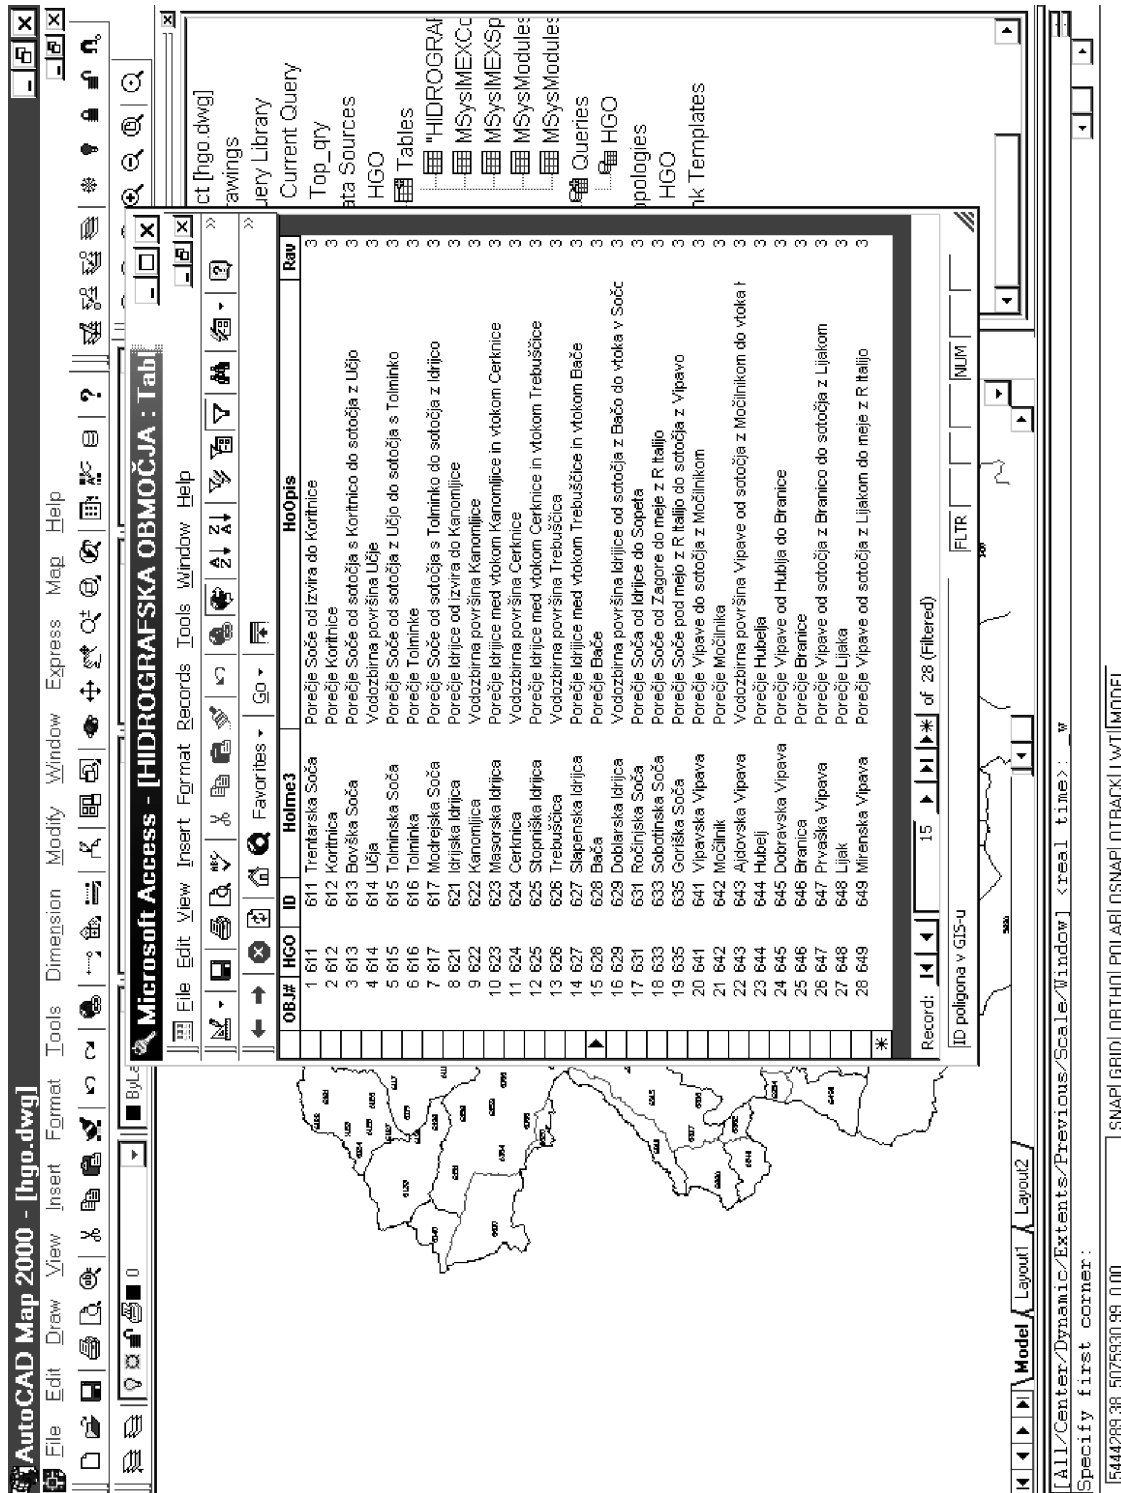 AutoCAD Map 2000 - [hgo.dwg]
File Edit Draw View Insert Format Tools Dimension Modify Window Express Map Help
0
ByLa
Microsoft Access - [HIDROGRAFSKA OBMOČJA : Tabl
File Edit View Insert Format Records Tools Window Help
Favorites Go
OBJ# HGO ID HoIme3 HoOpis Rav
1 611 611 Trentarska Soča Porečje Soče od izvira do Koritnice 3
2 612 612 Koritnica Porečje Koritnice 3
3 613 613 Bovška Soča Porečje Soče od sotočja s Koritnico do sotočja z Učjo 3
4 614 614 Učja Vodozbirna površina Učje 3
5 615 615 Tolminska Soča Porečje Soče od sotočja z Učjo do sotočja s Tolminko 3
6 616 616 Tolminka Porečje Tolminke 3
7 617 617 Modrejska Soča Porečje Soče od sotočja s Tolminko do sotočja z Idrijco 3
8 621 621 Idrijska Idrijca Porečje Idrijce od izvira do Kanomljice 3
9 622 622 Kanomljica Vodozbirna površina Kanomljice 3
10 623 623 Masorska Idrijca Porečje Idrijce med vtokom Kanomljice in vtokom Cerknice 3
11 624 624 Cerknica Vodozbirna površina Cerknice 3
12 625 625 Stopniška Idrijca Porečje Idrijce med vtokom Cerknice in vtokom Trebuščice 3
13 626 626 Trebuščica Vodozbirna površina Trebuščica 3
14 627 627 Slapenska Idrijca Porečje Idrijce med vtokom Trebuščice in vtokom Bače 3
15 628 628 Bača Porečje Bače 3
16 629 629 Doblarska Idrijca Vodozbirna površina Idrijice od sotočja z Bačo do vtoka v Sočo 3
17 631 631 Ročinjska Soča Porečje Soča od Idrijce do Sopeta 3
18 633 633 Sobotinska Soča Porečje Soče od Zagore do meje z R Italijo 3
19 635 635 Goriška Soča Porečje Soče pod mejo z R Italijo do sotočja z Vipavo 3
20 641 641 Vipavska Vipava Porečje Vipave do sotočja z Močilnikom 3
21 642 642 Močilnik Porečje Močilnika 3
22 643 643 Ajdovska Vipava Vodozbirna površina Vipave od sotočja z Močilnikom do vtoka H 3
23 644 644 Hubelj Porečje Hubelja 3
24 645 645 Dobravska Vipava Porečje Vipave od Hublja do Branice 3
25 646 646 Branica Porečje Branice 3
26 647 647 Prvaška Vipava Porečje Vipave od sotočja z Branico do sotočja z Lijakom 3
27 648 648 Lijak Porečje Lijaka 3
28 649 649 Mirenska Vipava Porečje Vipave od sotočja z Lijakom do meje z R Italijo 3
Record: 15 of 28 (Filtered)
ID poligona v GIS-u FLTR NUM
ct [hgo.dwg]
rawings
uery Library
Current Query
Top_qry
ata Sources
HGO
Tables
"HIDROGRAF
MSysIMEXCo
MSysIMEXSp
MSysModules
MSysModules
Queries
HGO
opologies
HGO
nk Templates
Model Layout1 Layout2
[All/Center/Dynamic/Extents/Previous/Scale/Window] <real time>: _w
Specify first corner:
5444289.38, 5075930.99, 0.00 SNAP GRID ORTHO POLAR OSNAP OTRACK LWT MODEL